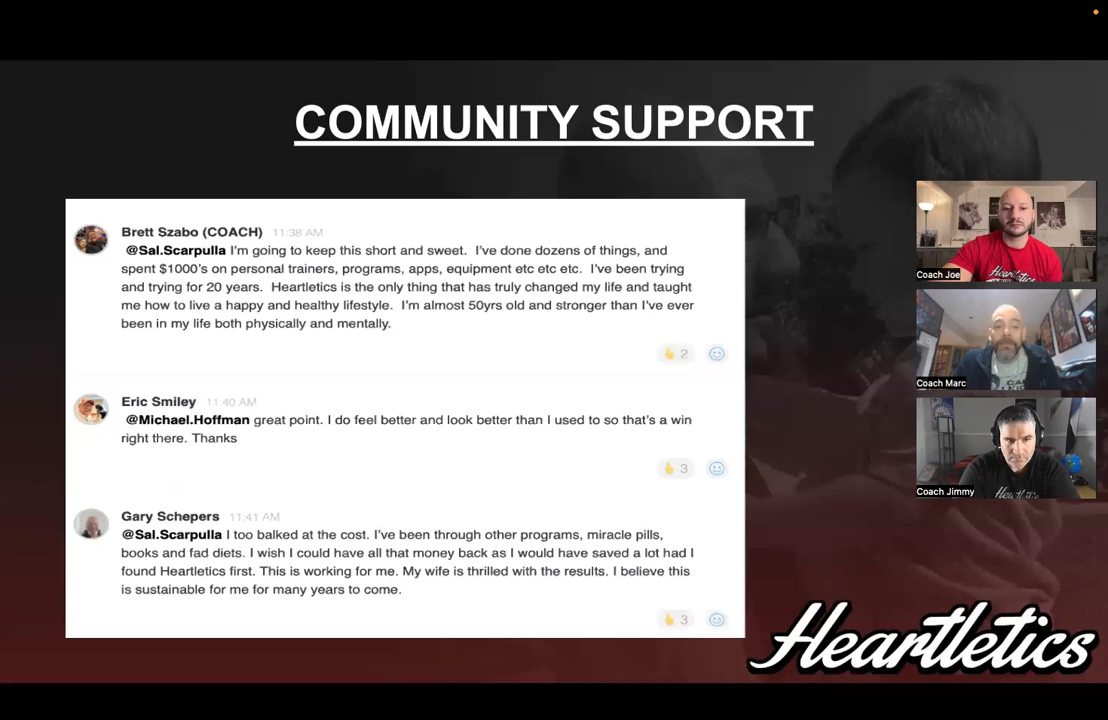 COMMUNITY SUPPORT
Brett Szabo (COACH) 11:38 AM
@Sal.Scarpulla I'm going to keep this short and sweet. I've done dozens of things, and
spent $1000's on personal trainers, programs, apps, equipment etc etc etc. I've been trying
and trying for 20 years. Heartletics is the only thing that has truly changed my life and taught
me how to live a happy and healthy lifestyle. I'm almost 50yrs old and stronger than I've ever
been in my life both physically and mentally.
2
Eric Smiley 11:40 AM
@Michael.Hoffman great point. I do feel better and look better than I used to so that's a win
right there. Thanks
3
Gary Schepers 11:41 AM
@Sal.Scarpulla I too balked at the cost. I've been through other programs, miracle pills,
books and fad diets. I wish I could have all that money back as I would have saved a lot had I
found Heartletics first. This is working for me. My wife is thrilled with the results. I believe this
is sustainable for me for many years to come.
3
Heartletics
Coach Joe
Coach Marc
Heartletics
Coach Jimmy
Heartletics